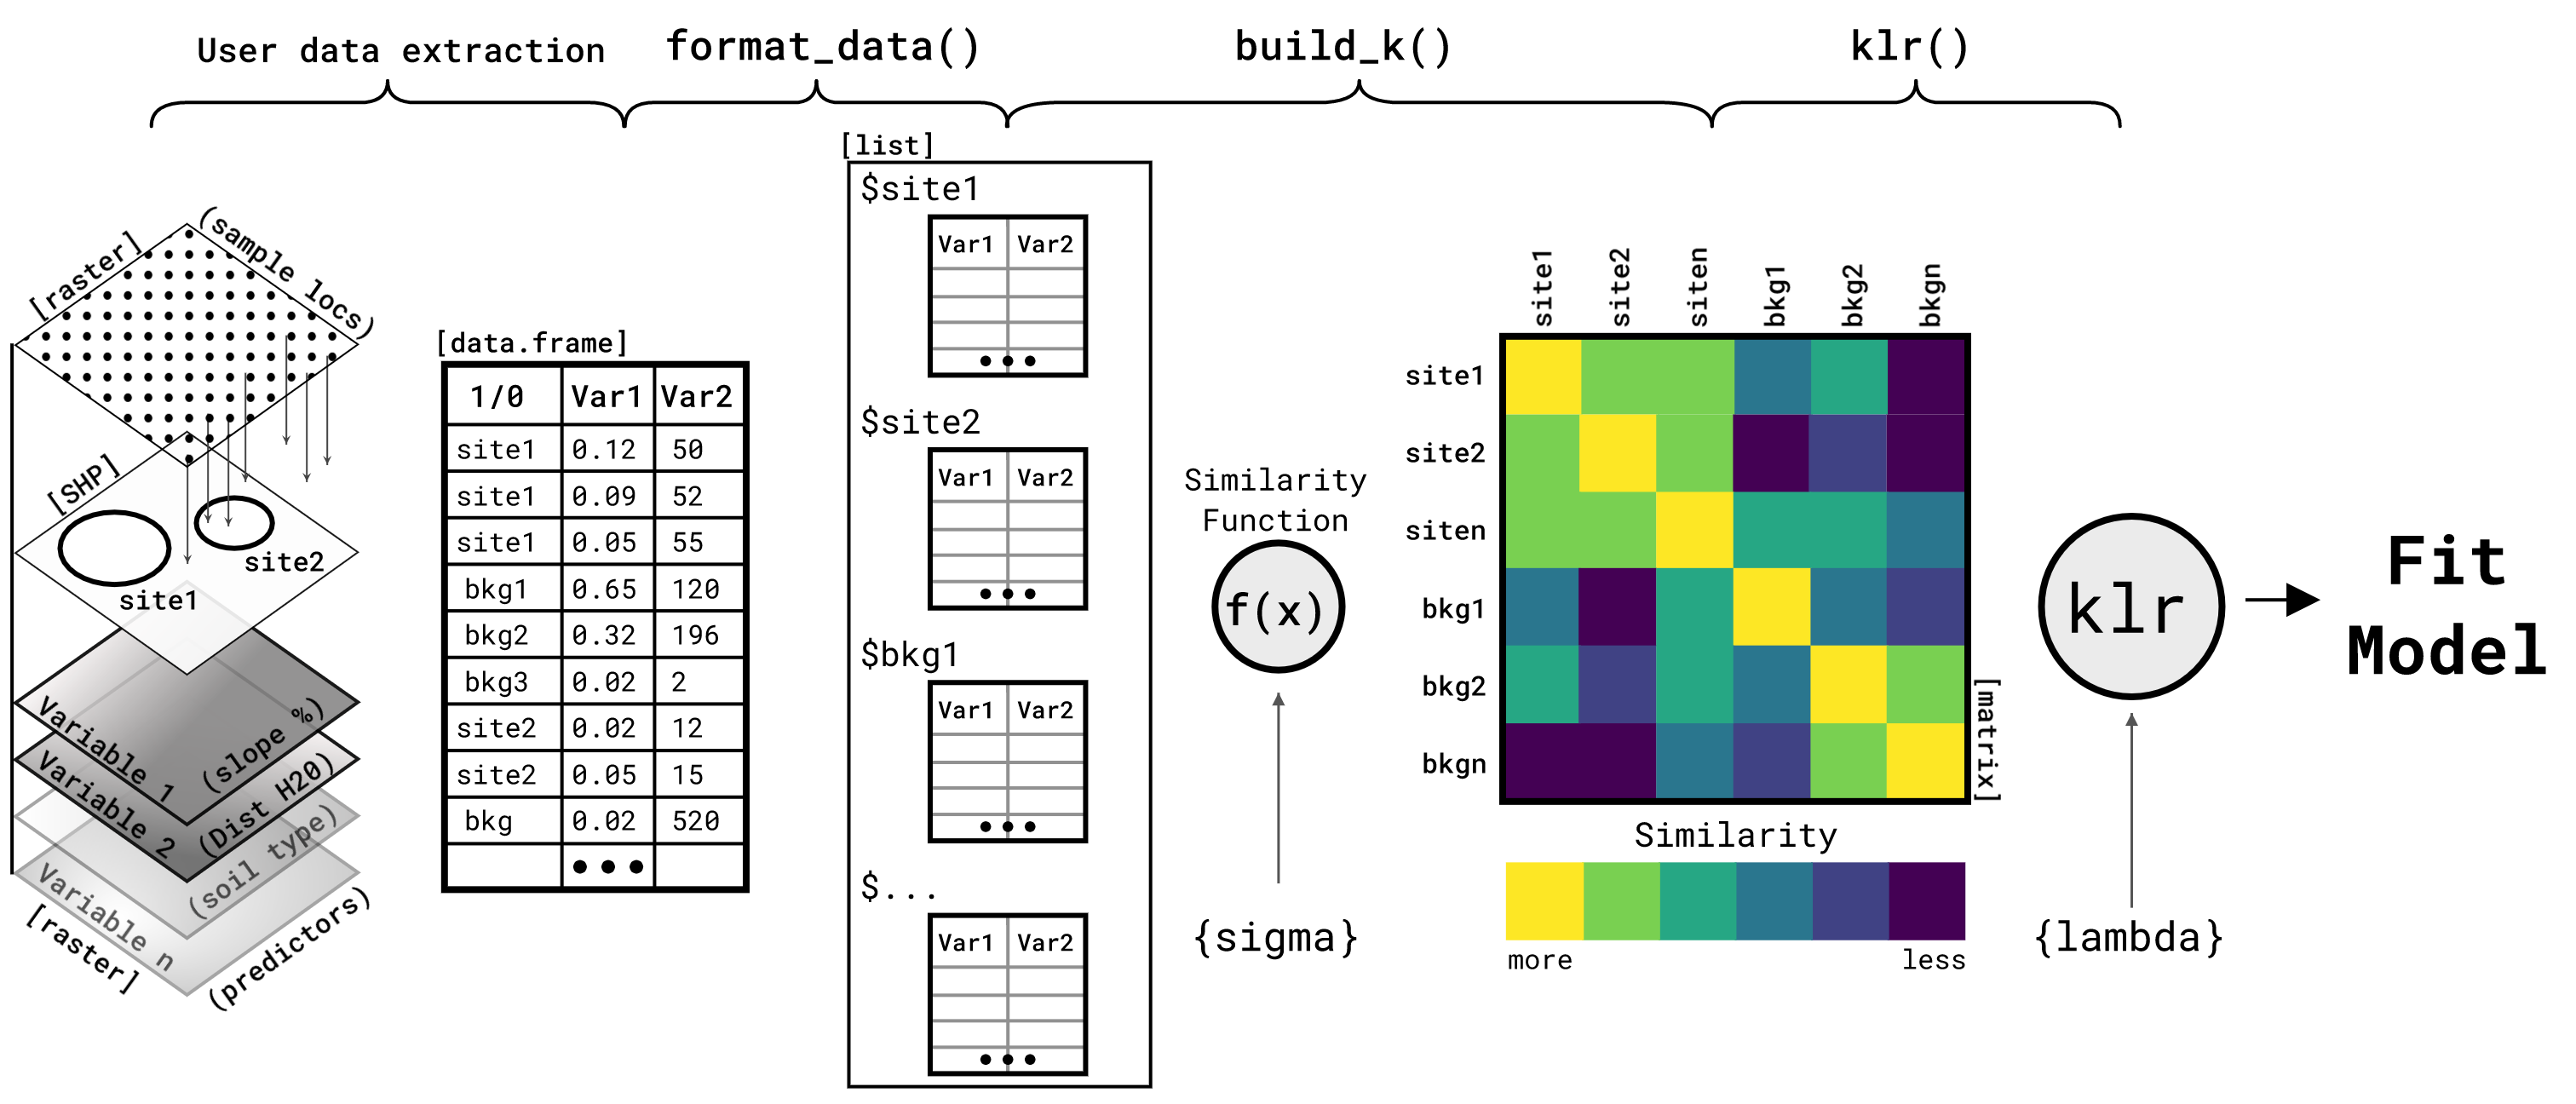 User data extraction
format_data()
build_k()
klr()
[raster]
(sample locs)
[SHP]
site1
site2
Variable 1
(slope %)
Variable 2
(Dist H20)
(soil type)
Variable n
[raster]
(predictors)
[data.frame]
1/0 Var1 Var2
site1 0.12 50
site1 0.09 52
site1 0.05 55
bkg1 0.65 120
bkg2 0.32 196
bkg3 0.02 2
site2 0.02 12
site2 0.05 15
bkg 0.02 520
•••
[list]
$site1
Var1 Var2
•••
$site2
Var1 Var2
•••
$bkg1
Var1 Var2
•••
$...
Var1 Var2
•••
Similarity
Function
f(x)
{sigma}
site1 site2 siten bkg1 bkg2 bkgn
site1
site2
siten
bkg1
bkg2
bkgn
[matrix]
Similarity
more less
klr
{lambda}
Fit
Model